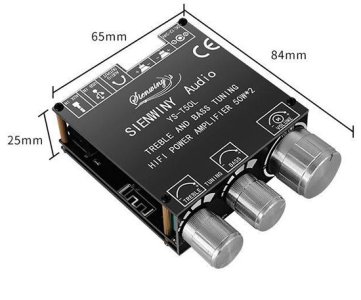 65mm
84mm
25mm
Sienwiny
SIENWINY Audio
YS-T50L
TREBLE AND BASS TUNING
HIFI POWER AMPLIFIER 50W*2
CE
TREBLE
TUNING
BASS
VOLUME